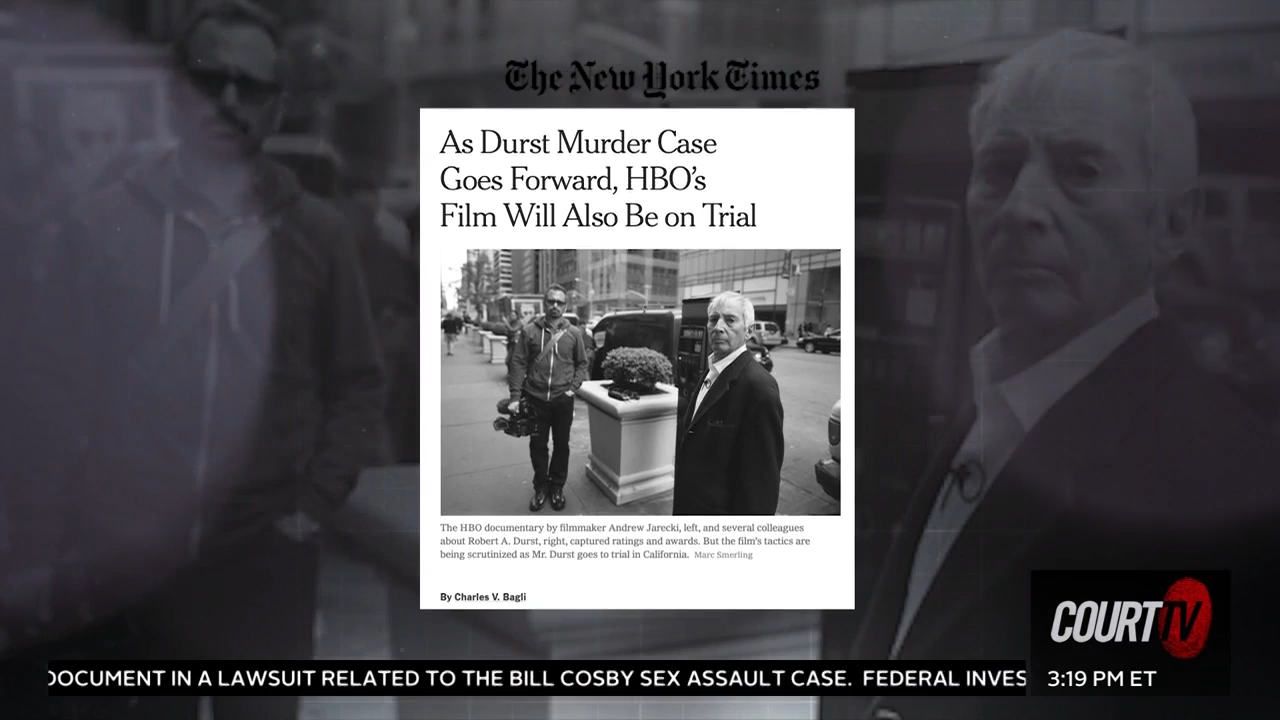 The New York Times
As Durst Murder Case
Goes Forward, HBO's
Film Will Also Be on Trial
The HBO documentary by filmmaker Andrew Jarecki, left, and several colleagues
about Robert A. Durst, right, captured ratings and awards. But the film's tactics are
being scrutinized as Mr. Durst goes to trial in California. Marc Smerling
By Charles V. Bagli
COURT TV
DOCUMENT IN A LAWSUIT RELATED TO THE BILL COSBY SEX ASSAULT CASE. FEDERAL INVES
3:19 PM ET